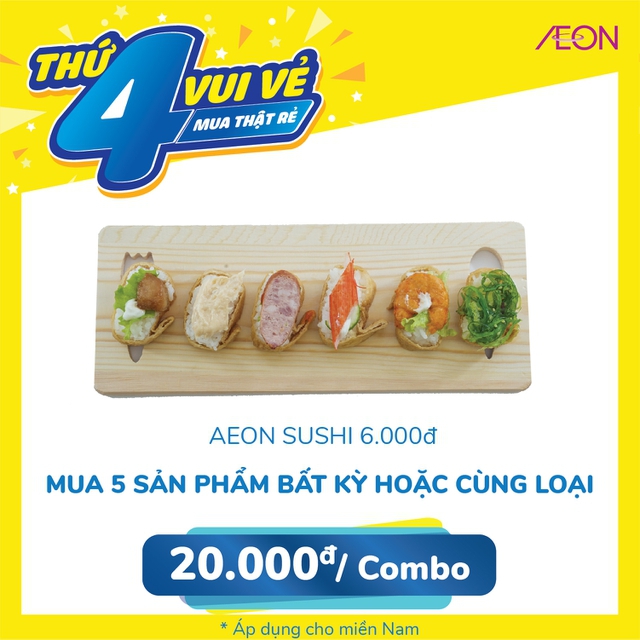 THỨ
4
VUI VẺ
MUA THẬT RẺ
ÆON
AEON SUSHI 6.000đ
MUA 5 SẢN PHẨM BẤT KỲ HOẶC CÙNG LOẠI
20.000đ/ Combo
* Áp dụng cho miền Nam